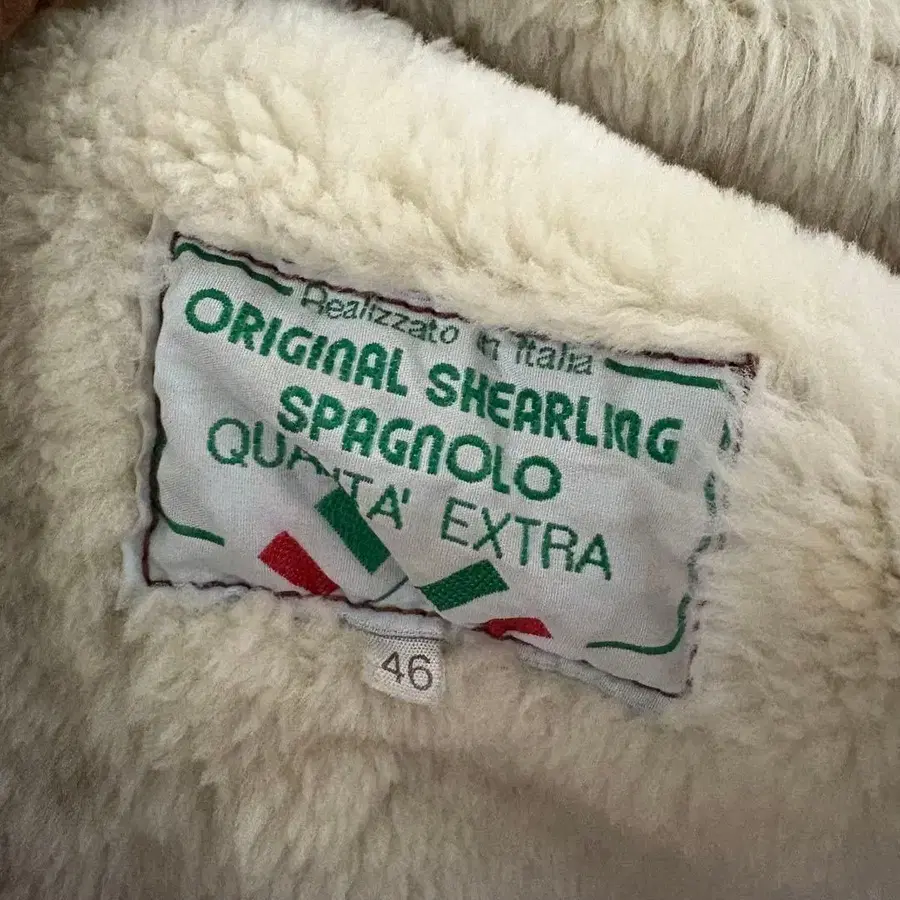 Realizzato in Italia
ORIGINAL SHEARLING
SPAGNOLO
QUALITA' EXTRA
46